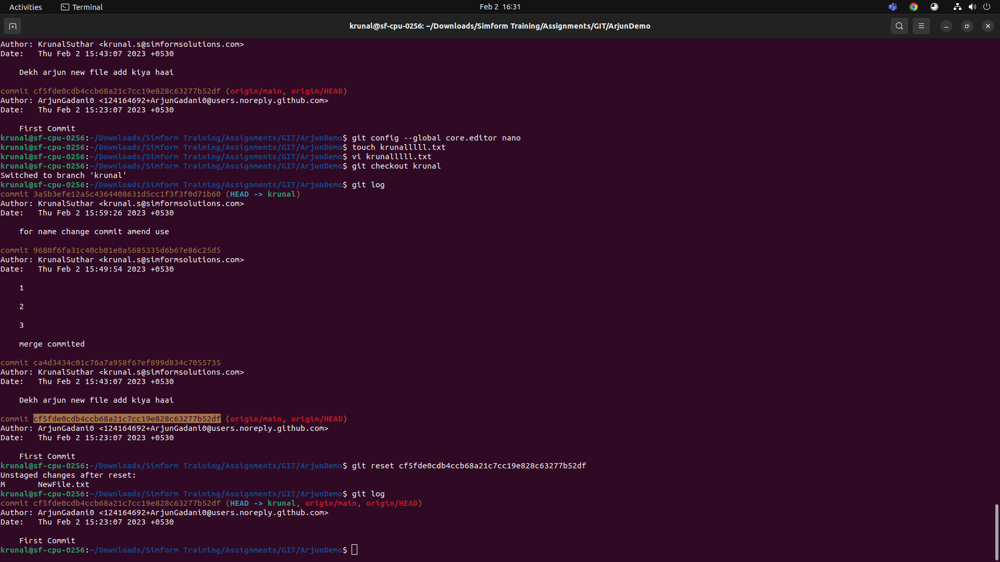 Activities Terminal Feb 2 16:31
krunal@sf-cpu-0256: ~/Downloads/Simform Training/Assignments/GIT/ArjunDemo
Author: KrunalSuthar <krunal.s@simformsolutions.com>
Date:   Thu Feb 2 15:43:07 2023 +0530
    Dekh arjun new file add kiya haai
commit cf5fde0cdb4ccb68a21c7cc19e828c63277b52df (origin/main, origin/HEAD)
Author: ArjunGadani0 <124164692+ArjunGadani0@users.noreply.github.com>
Date:   Thu Feb 2 15:23:07 2023 +0530
    First Commit
krunal@sf-cpu-0256:~/Downloads/Simform Training/Assignments/GIT/ArjunDemo$ git config --global core.editor nano
krunal@sf-cpu-0256:~/Downloads/Simform Training/Assignments/GIT/ArjunDemo$ touch krunalllll.txt
krunal@sf-cpu-0256:~/Downloads/Simform Training/Assignments/GIT/ArjunDemo$ vi krunalllll.txt
krunal@sf-cpu-0256:~/Downloads/Simform Training/Assignments/GIT/ArjunDemo$ git checkout krunal
Switched to branch 'krunal'
krunal@sf-cpu-0256:~/Downloads/Simform Training/Assignments/GIT/ArjunDemo$ git log
commit 3a5b3efe12a5c4364408631d5cc1f3f3f0d71b60 (HEAD -> krunal)
Author: KrunalSuthar <krunal.s@simformsolutions.com>
Date:   Thu Feb 2 15:59:26 2023 +0530
    for name change commit amend use
commit 9680f6fa31c40cb01e0a5685335d6b67e86c25d5
Author: KrunalSuthar <krunal.s@simformsolutions.com>
Date:   Thu Feb 2 15:49:54 2023 +0530
    1
    2
    3
    merge commited
commit ca4d3434c01c76a7a958f67ef899d834c7055735
Author: KrunalSuthar <krunal.s@simformsolutions.com>
Date:   Thu Feb 2 15:43:07 2023 +0530
    Dekh arjun new file add kiya haai
commit cf5fde0cdb4ccb68a21c7cc19e828c63277b52df (origin/main, origin/HEAD)
Author: ArjunGadani0 <124164692+ArjunGadani0@users.noreply.github.com>
Date:   Thu Feb 2 15:23:07 2023 +0530
    First Commit
krunal@sf-cpu-0256:~/Downloads/Simform Training/Assignments/GIT/ArjunDemo$ git reset cf5fde0cdb4ccb68a21c7cc19e828c63277b52df
Unstaged changes after reset:
M       NewFile.txt
krunal@sf-cpu-0256:~/Downloads/Simform Training/Assignments/GIT/ArjunDemo$ git log
commit cf5fde0cdb4ccb68a21c7cc19e828c63277b52df (HEAD -> krunal, origin/main, origin/HEAD)
Author: ArjunGadani0 <124164692+ArjunGadani0@users.noreply.github.com>
Date:   Thu Feb 2 15:23:07 2023 +0530
    First Commit
krunal@sf-cpu-0256:~/Downloads/Simform Training/Assignments/GIT/ArjunDemo$